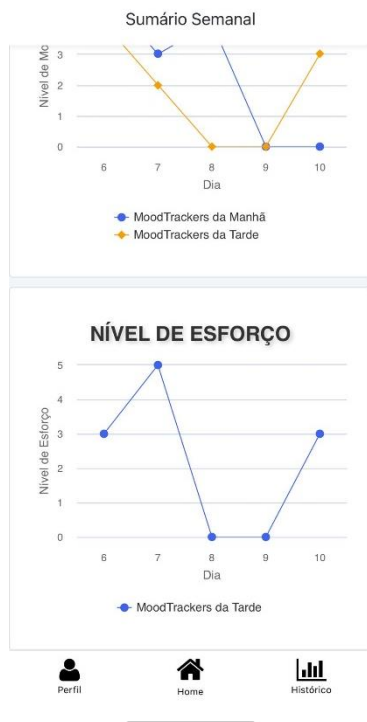 Sumário Semanal
Nível de Mo
3
2
1
0
6 7 8 9 10
Dia
MoodTrackers da Manhã
MoodTrackers da Tarde
NÍVEL DE ESFORÇO
Nível de Esforço
5
4
3
2
1
0
6 7 8 9 10
Dia
MoodTrackers da Tarde
Perfil Home Histórico